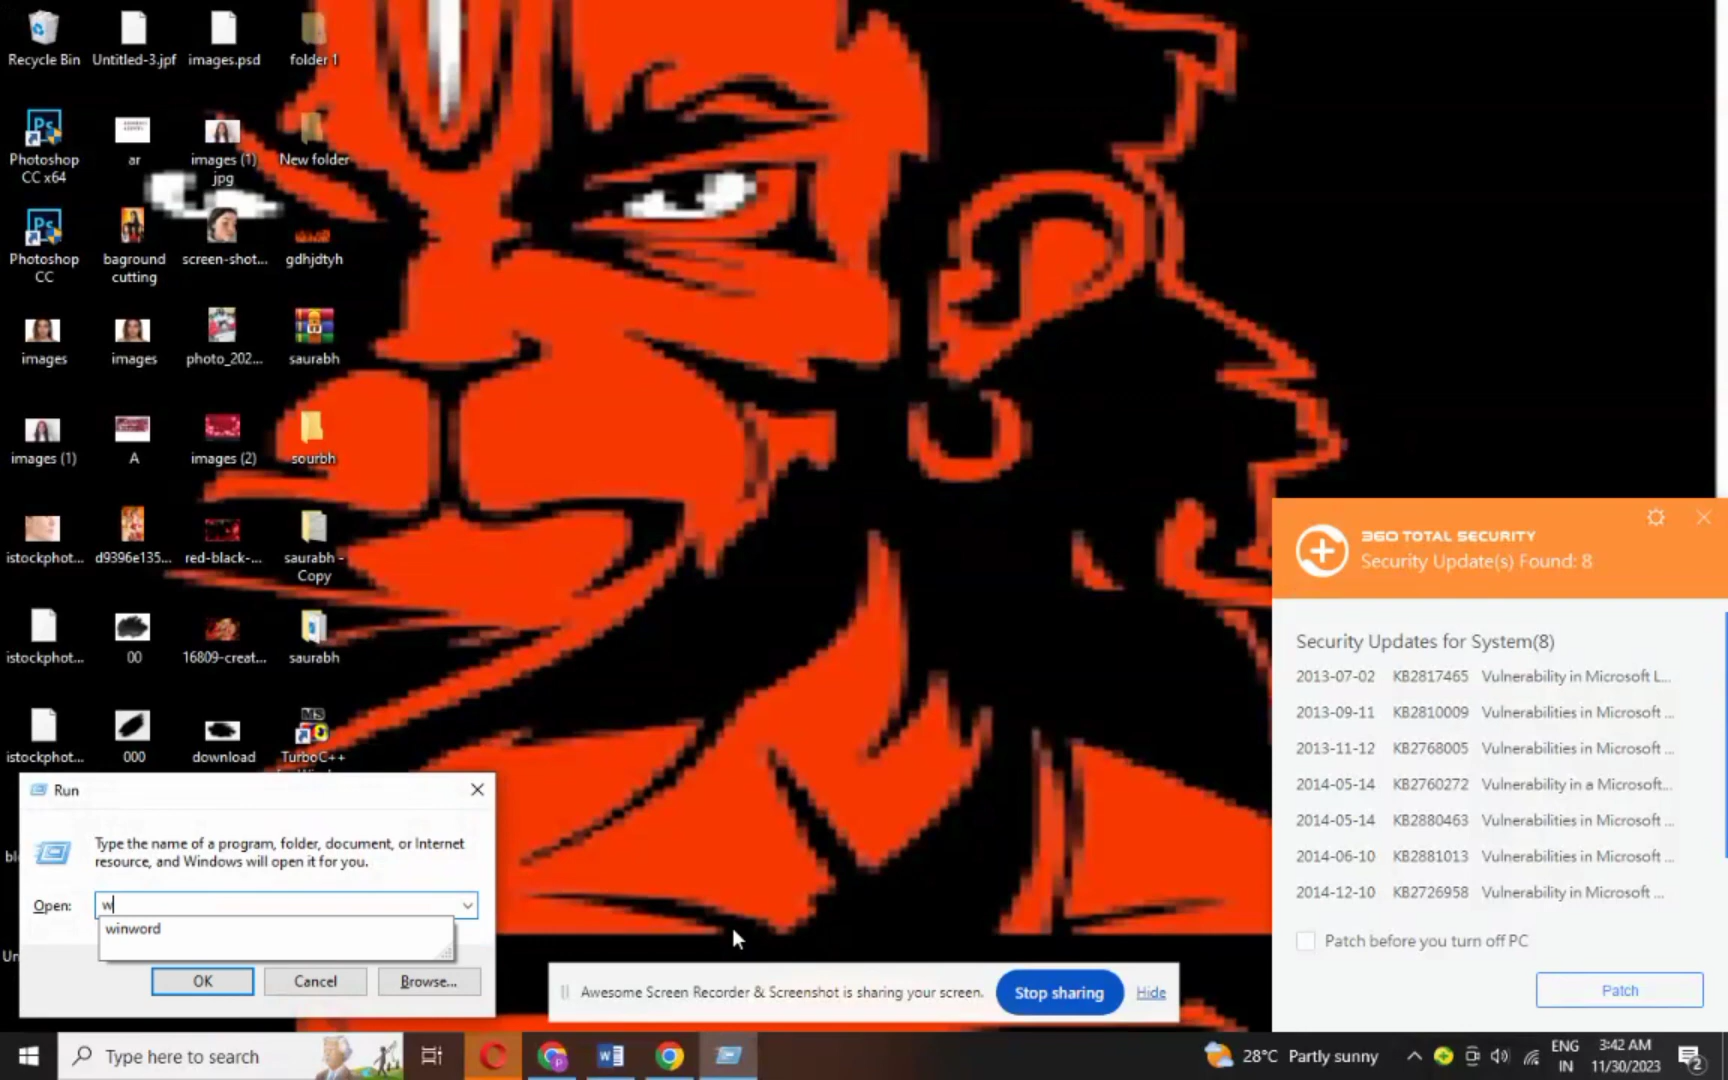 Recycle Bin
Untitled-3.jpf
images.psd
folder 1
Photoshop
CC x64
ar
images (1)
jpg
New folder
Photoshop
CC
baground
cutting
screen-shot...
gdhjdtyh
images
images
photo_202...
saurabh
images (1)
A
images (2)
sourbh
istockphot...
d9396e135...
red-black-...
saurabh -
Copy
istockphot...
00
16809-creat...
saurabh
istockphot...
000
download
MS
TurboC++
Run
Type the name of a program, folder, document, or Internet
resource, and Windows will open it for you.
Open:
w
winword
OK
Cancel
Browse...
360 TOTAL SECURITY
Security Update(s) Found: 8
Security Updates for System(8)
2013-07-02 KB2817465 Vulnerability in Microsoft L...
2013-09-11 KB2810009 Vulnerabilities in Microsoft ...
2013-11-12 KB2768005 Vulnerabilities in Microsoft ...
2014-05-14 KB2760272 Vulnerability in a Microsoft...
2014-05-14 KB2880463 Vulnerabilities in Microsoft ...
2014-06-10 KB2881013 Vulnerabilities in Microsoft ...
2014-12-10 KB2726958 Vulnerability in Microsoft ...
Patch before you turn off PC
Patch
Awesome Screen Recorder & Screenshot is sharing your screen.
Stop sharing
Hide
Type here to search
28°C Partly sunny
ENG
IN
3:42 AM
11/30/2023
2